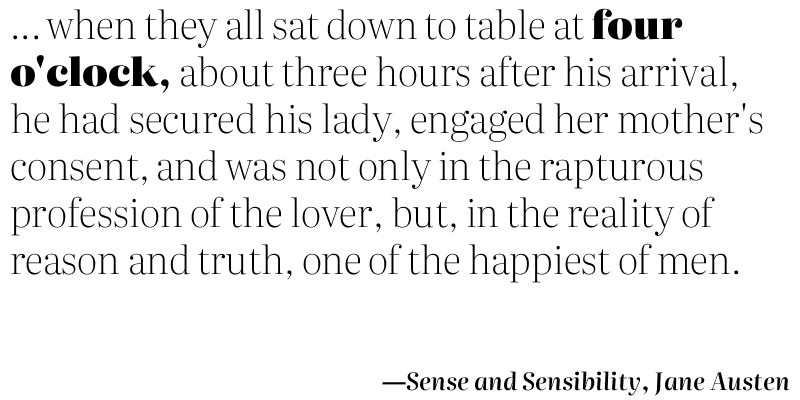 ... when they all sat down to table at four
o'clock, about three hours after his arrival,
he had secured his lady, engaged her mother's
consent, and was not only in the rapturous
profession of the lover, but, in the reality of
reason and truth, one of the happiest of men.
—Sense and Sensibility, Jane Austen